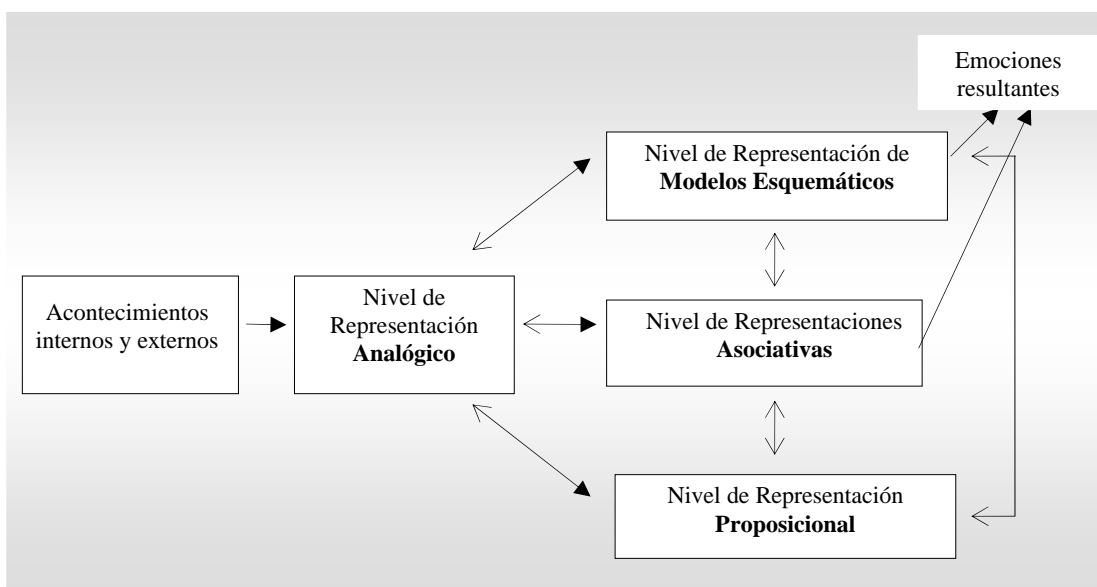 Emociones
resultantes
Nivel de Representación de
Modelos Esquemáticos
Acontecimientos
internos y externos
Nivel de
Representación
Analógico
Nivel de Representaciones
Asociativas
Nivel de Representación
Proposicional